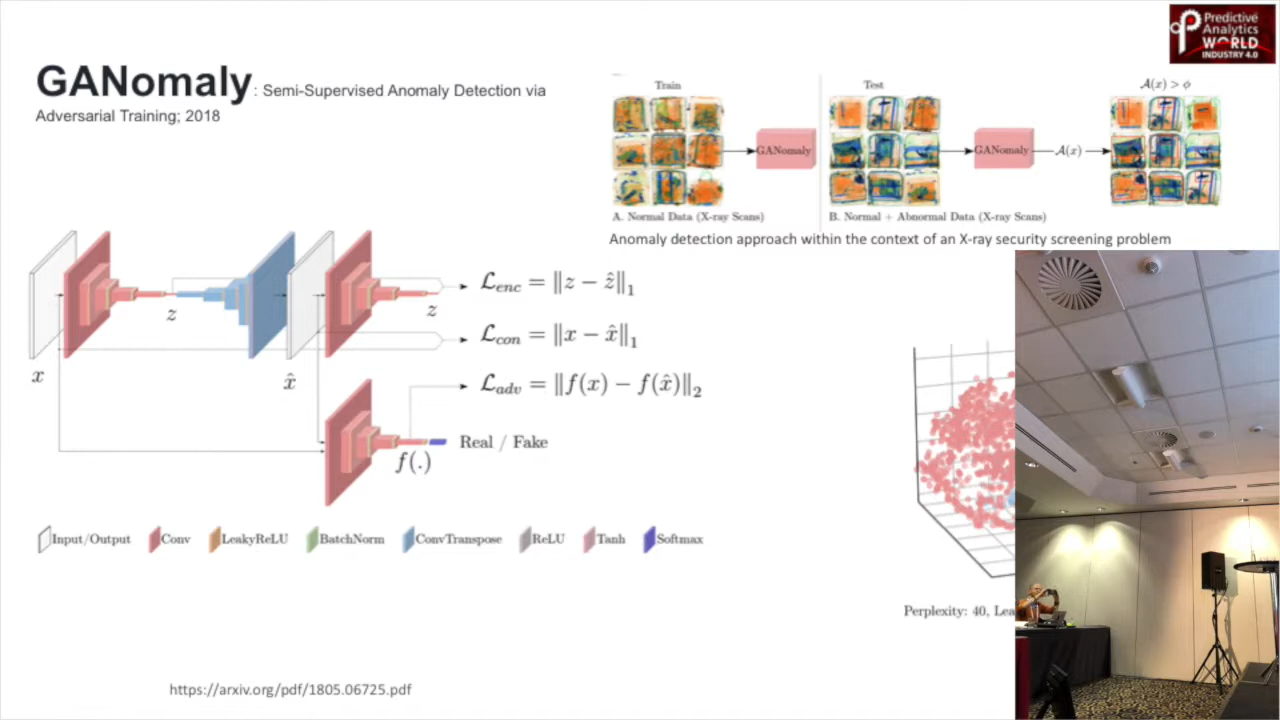 Predictive
Analytics
WORLD
INDUSTRY 4.0
GANomaly: Semi-Supervised Anomaly Detection via
Adversarial Training; 2018
Train
Test
A(x) > ϕ
GANomaly
GANomaly
A(x)
A. Normal Data (X-ray Scans)
B. Normal + Abnormal Data (X-ray Scans)
Anomaly detection approach within the context of an X-ray security screening problem
z
z
ℒenc = ‖z − ẑ‖1
ℒcon = ‖x − x̂‖1
x
x̂
ℒadv = ‖f(x) − f(x̂)‖2
Real / Fake
f(.)
Input/Output
Conv
LeakyReLU
BatchNorm
ConvTranspose
ReLU
Tanh
Softmax
Perplexity: 40, Lea
https://arxiv.org/pdf/1805.06725.pdf